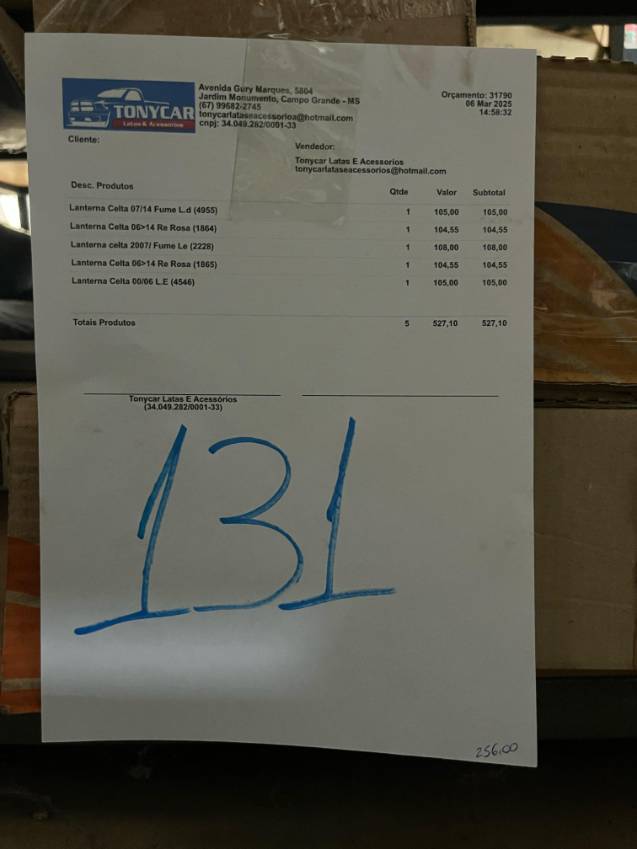 TONYCAR
Latas & Acessórios
Avenida Gury Marques, 5804
Jardim Monumento, Campo Grande - MS
(67) 99682-2745
tonycarlataseacessorioa@hotmail.com
cnpj: 34.049.282/0001-33
Orçamento: 31790
06 Mar 2025
14:58:32
Cliente:
Vendedor:
Tonycar Latas E Acessorios
tonycarlataseacessorios@hotmail.com
Desc. Produtos Qtde Valor Subtotal
Lanterna Celta 07/14 Fume L.d (4955) 1 105,00 105,00
Lanterna Celta 06>14 Re Rosa (1864) 1 104,55 104,55
Lanterna celta 2007/ Fume Le (2228) 1 108,00 108,00
Lanterna Celta 06>14 Re Rosa (1865) 1 104,55 104,55
Lanterna Celta 00/06 L.E (4546) 1 105,00 105,00
Totais Produtos 5 527,10 527,10
Tonycar Latas E Acessórios
(34.049.282/0001-33)
131
256,00